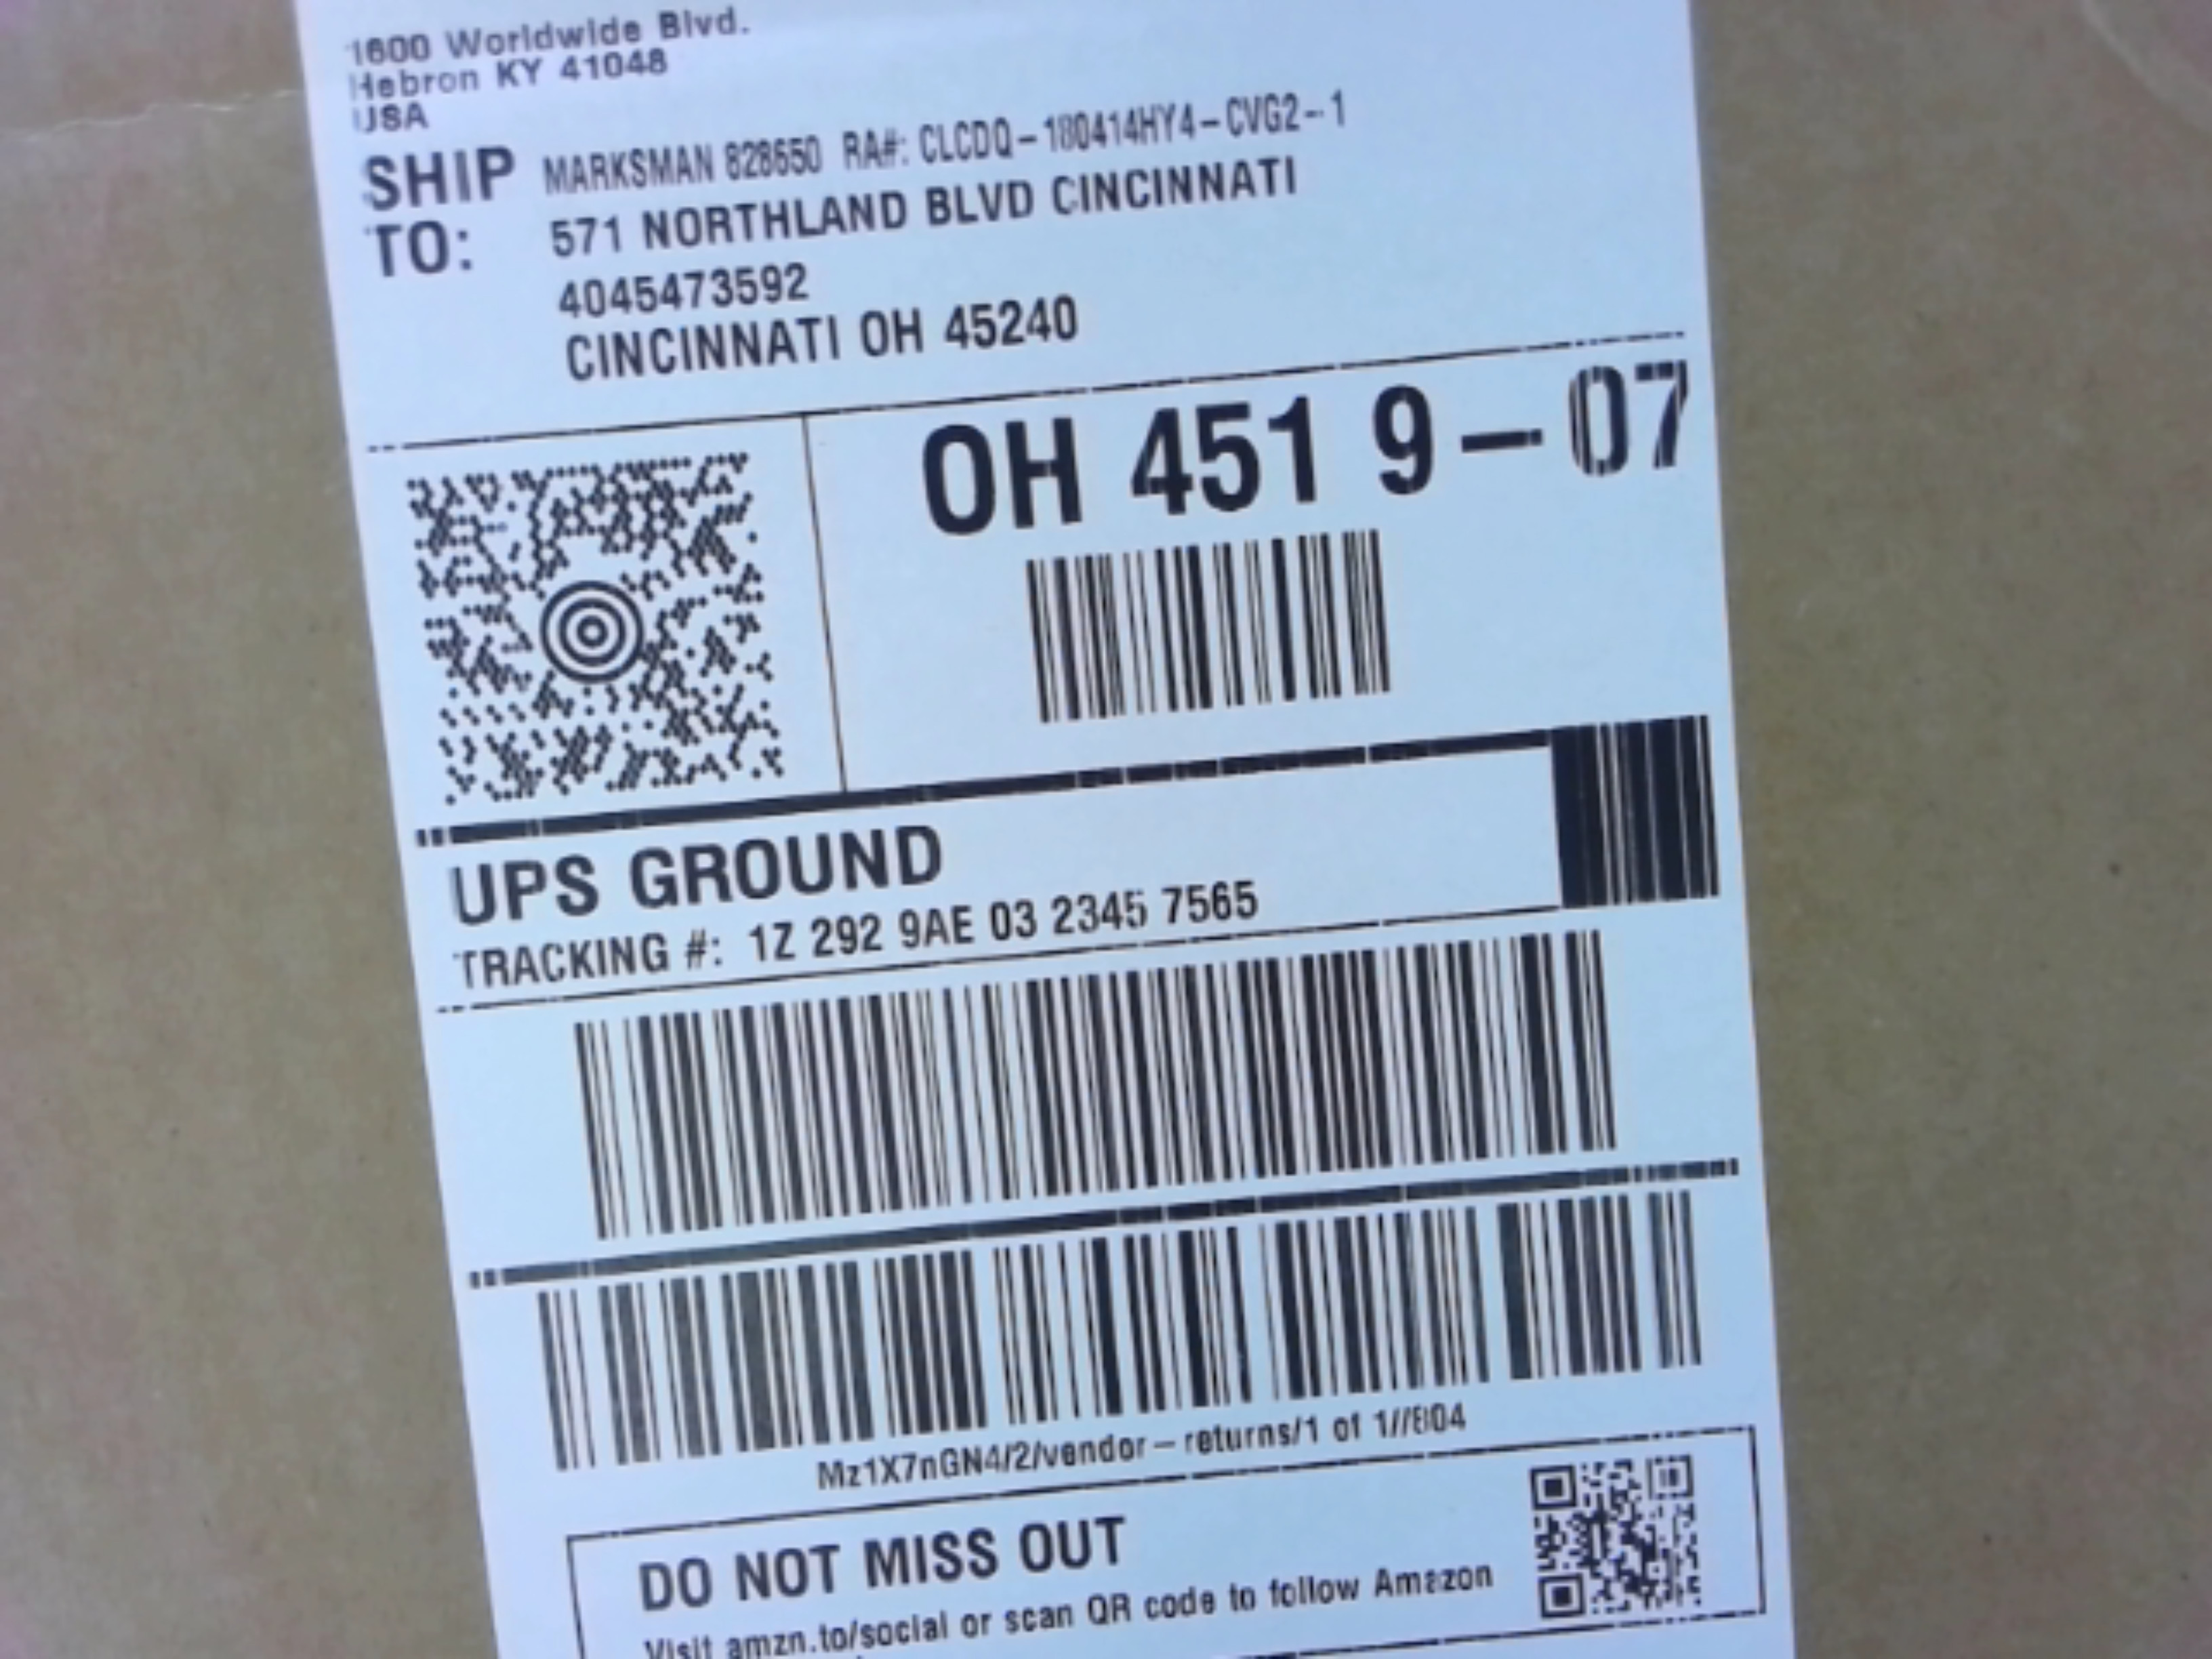 1600 Worldwide Blvd.
Hebron KY 41048
USA
SHIP TO:
MARKSMAN 828650 RA#: CLCDQ-180414HY4-CVG2-1
571 NORTHLAND BLVD CINCINNATI
4045473592
CINCINNATI OH 45240
OH 451 9-07
UPS GROUND
TRACKING #: 1Z 292 9AE 03 2345 7565
Mz1X7nGN4/2/vendor-returns/1 of 1//
DO NOT MISS OUT
Visit amzn.to/social or scan QR code to follow Amazon